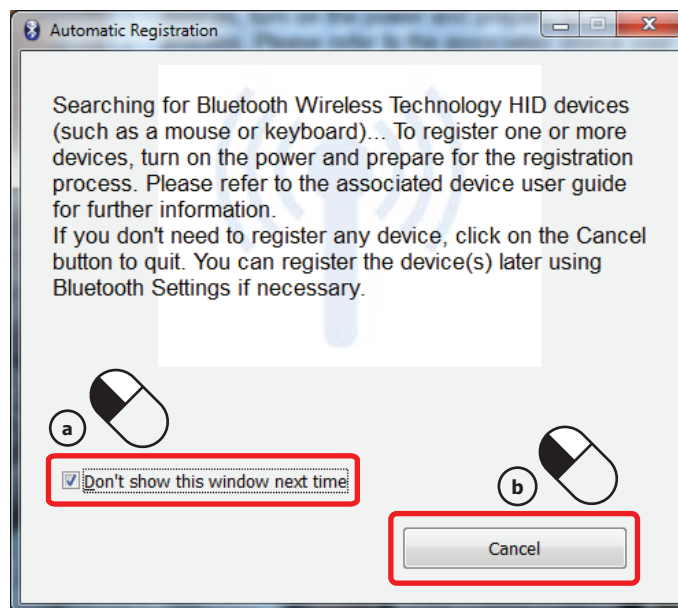 Automatic Registration
Searching for Bluetooth Wireless Technology HID devices
(such as a mouse or keyboard)... To register one or more
devices, turn on the power and prepare for the registration
process. Please refer to the associated device user guide
for further information.
If you don't need to register any device, click on the Cancel
button to quit. You can register the device(s) later using
Bluetooth Settings if necessary.
a
Don't show this window next time
b
Cancel